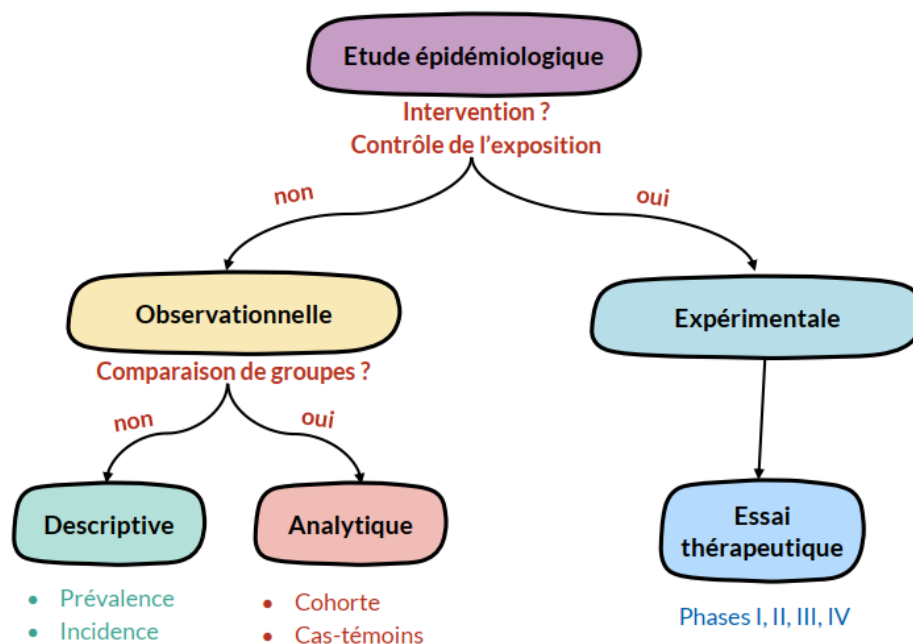 Etude épidémiologique
Intervention ?
Contrôle de l'exposition
non
oui
Observationnelle
Expérimentale
Comparaison de groupes ?
non
oui
Descriptive
Analytique
Essai
thérapeutique
• Prévalence
• Incidence
• Cohorte
• Cas-témoins
Phases I, II, III, IV